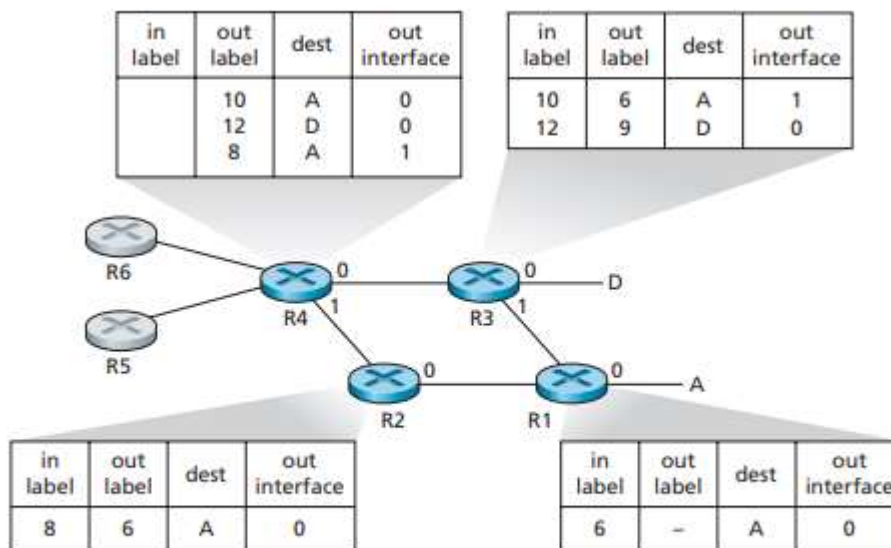 in label out label dest out interface
10 A 0
12 D 0
8 A 1
in label out label dest out interface
10 6 A 1
12 9 D 0
R6
R5
R4
0
1
R3
0
1
D
R2
0
R1
0
A
in label out label dest out interface
8 6 A 0
in label out label dest out interface
6 – A 0